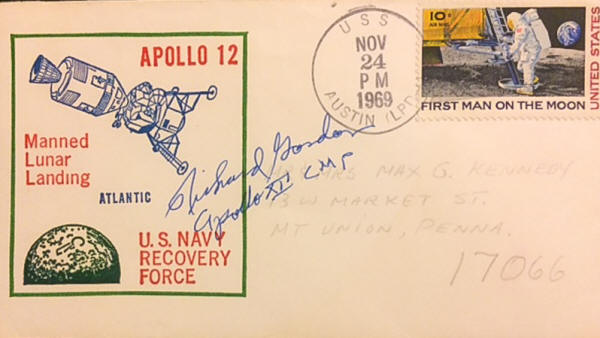 APOLLO 12
Manned
Lunar
Landing
ATLANTIC
U.S. NAVY
RECOVERY
FORCE
USS
NOV
24
PM
1969
AUSTIN (LPD
10¢
AIR MAIL
UNITED STATES
FIRST MAN ON THE MOON
Richard Gordon
Apollo XII CMP
MRS MAX G. KENNEDY
W MARKET ST.
MT UNION, PENNA.
17066